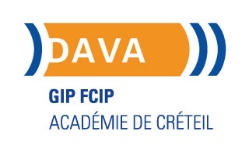 DAVA
GIP FCIP
ACADÉMIE DE CRÉTEIL